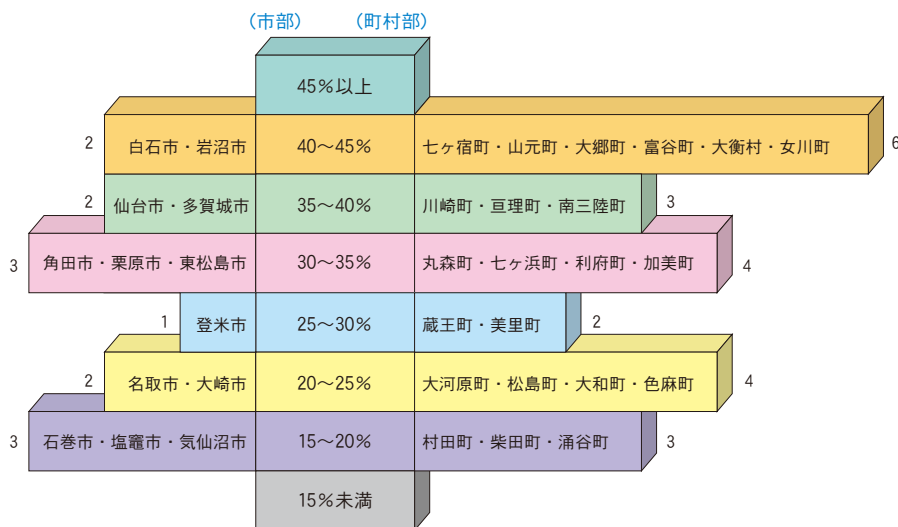 （市部） （町村部）
45％以上
2 白石市・岩沼市 40〜45％ 七ヶ宿町・山元町・大郷町・富谷町・大衡村・女川町 6
2 仙台市・多賀城市 35〜40％ 川崎町・亘理町・南三陸町 3
3 角田市・栗原市・東松島市 30〜35％ 丸森町・七ヶ浜町・利府町・加美町 4
1 登米市 25〜30％ 蔵王町・美里町 2
2 名取市・大崎市 20〜25％ 大河原町・松島町・大和町・色麻町 4
3 石巻市・塩竈市・気仙沼市 15〜20％ 村田町・柴田町・涌谷町 3
15％未満